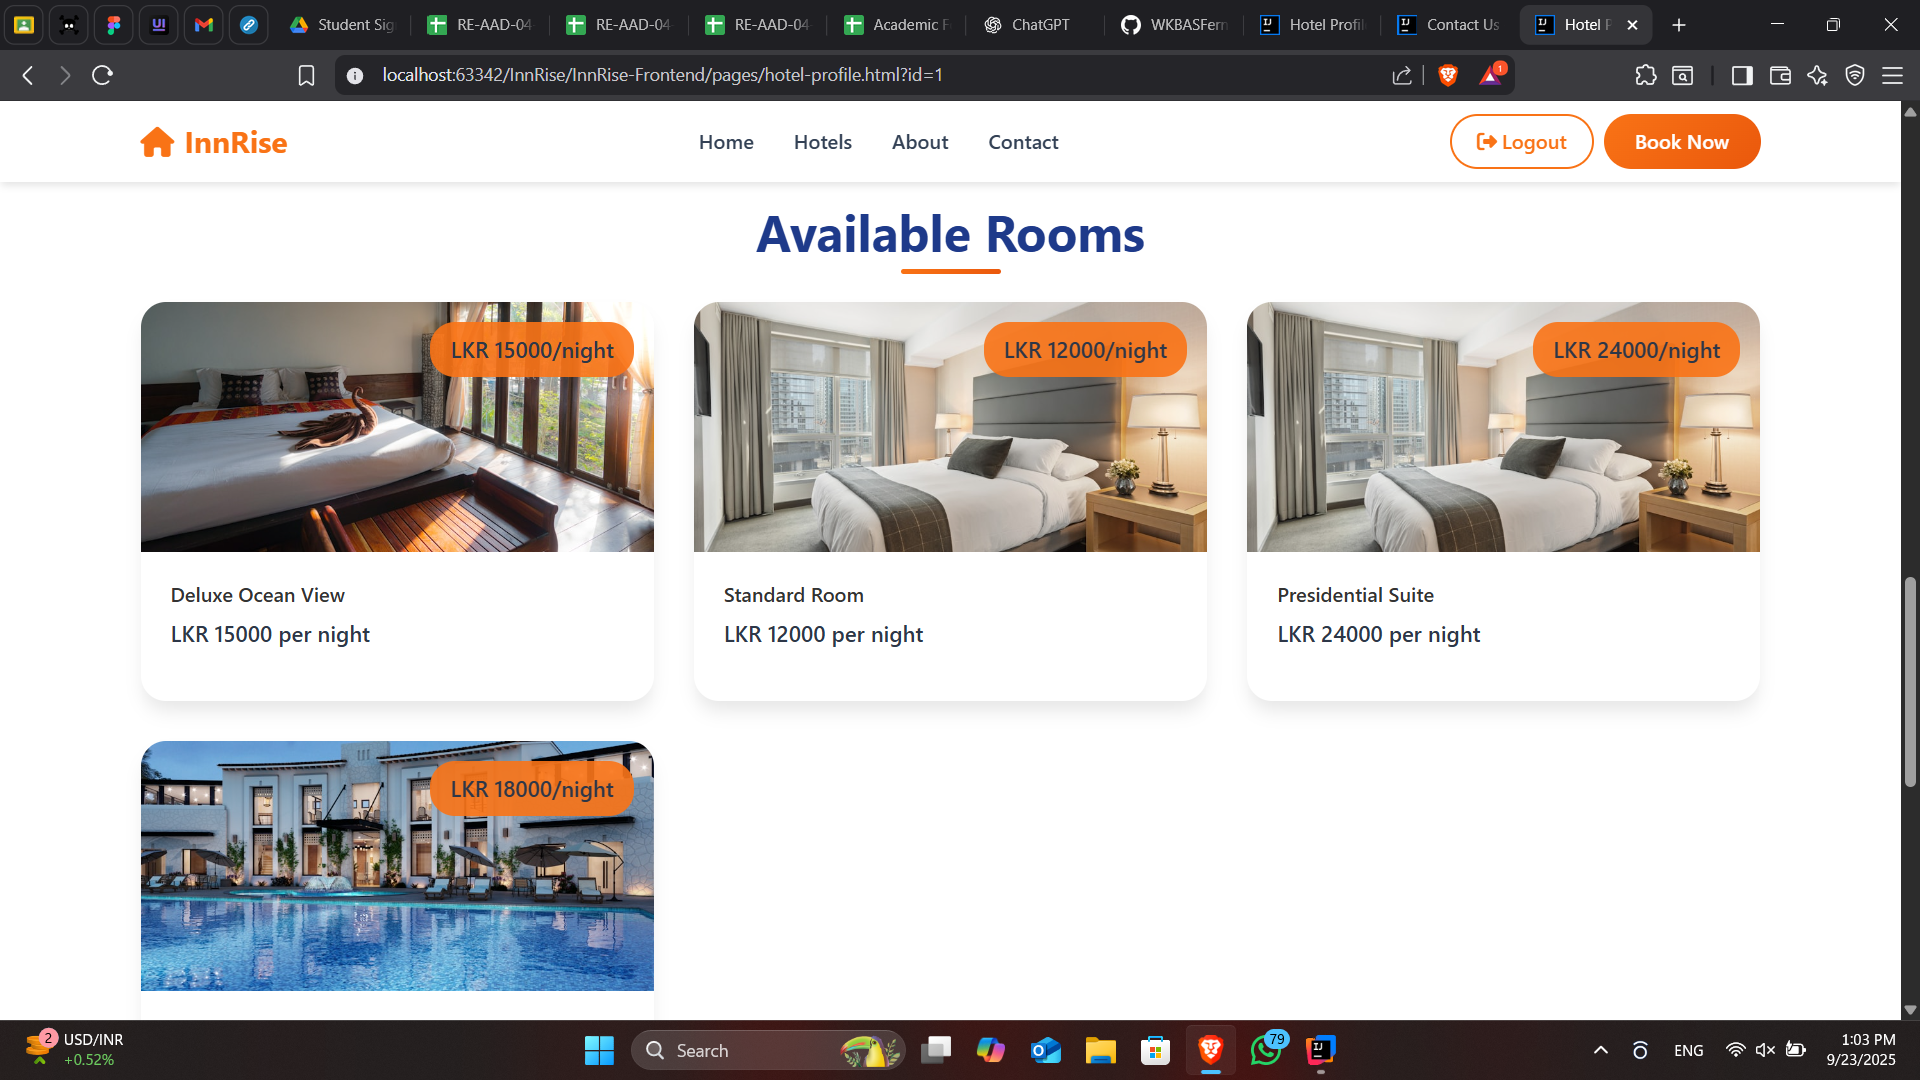 UI
Student Sig
RE-AAD-04
RE-AAD-04
RE-AAD-04
Academic F
ChatGPT
WKBASFern
Hotel Profil
Contact Us
Hotel P
localhost:63342/InnRise/InnRise-Frontend/pages/hotel-profile.html?id=1
1
InnRise
Home
Hotels
About
Contact
Logout
Book Now
Available Rooms
LKR 15000/night
LKR 12000/night
LKR 24000/night
Deluxe Ocean View
LKR 15000 per night
Standard Room
LKR 12000 per night
Presidential Suite
LKR 24000 per night
LKR 18000/night
2
USD/INR
+0.52%
Search
79
ENG
1:03 PM
9/23/2025